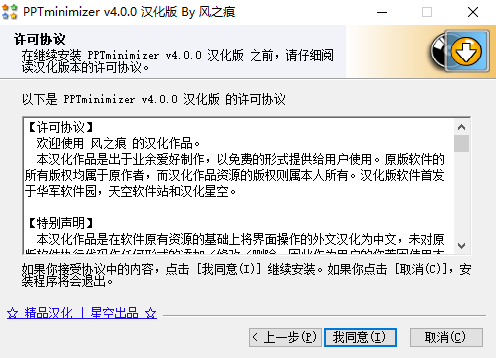 PPTminimizer v4.0.0 汉化版 By 风之痕
许可协议
在继续安装 PPTminimizer v4.0.0 汉化版 之前，请仔细阅
读汉化版本的许可协议。
以下是 PPTminimizer v4.0.0 汉化版 的许可协议
【许可协议】
欢迎使用 风之痕 的汉化作品。
本汉化作品是出于业余爱好制作，以免费的形式提供给用户使用。原版软件的
所有版权均属于原作者，而汉化作品资源的版权则属本人所有。汉化版软件首发
于华军软件园，天空软件站和汉化星空。
【特别声明】
本汉化作品是在软件原有资源的基础上将界面操作的外文汉化为中文，未对原
如果你接受协议中的内容，点击 [我同意(I)] 继续安装。如果你点击 [取消(C)]，安
装程序将会退出。
☆ 精品汉化 | 星空出品 ☆
< 上一步(P)
我同意(I)
取消(C)